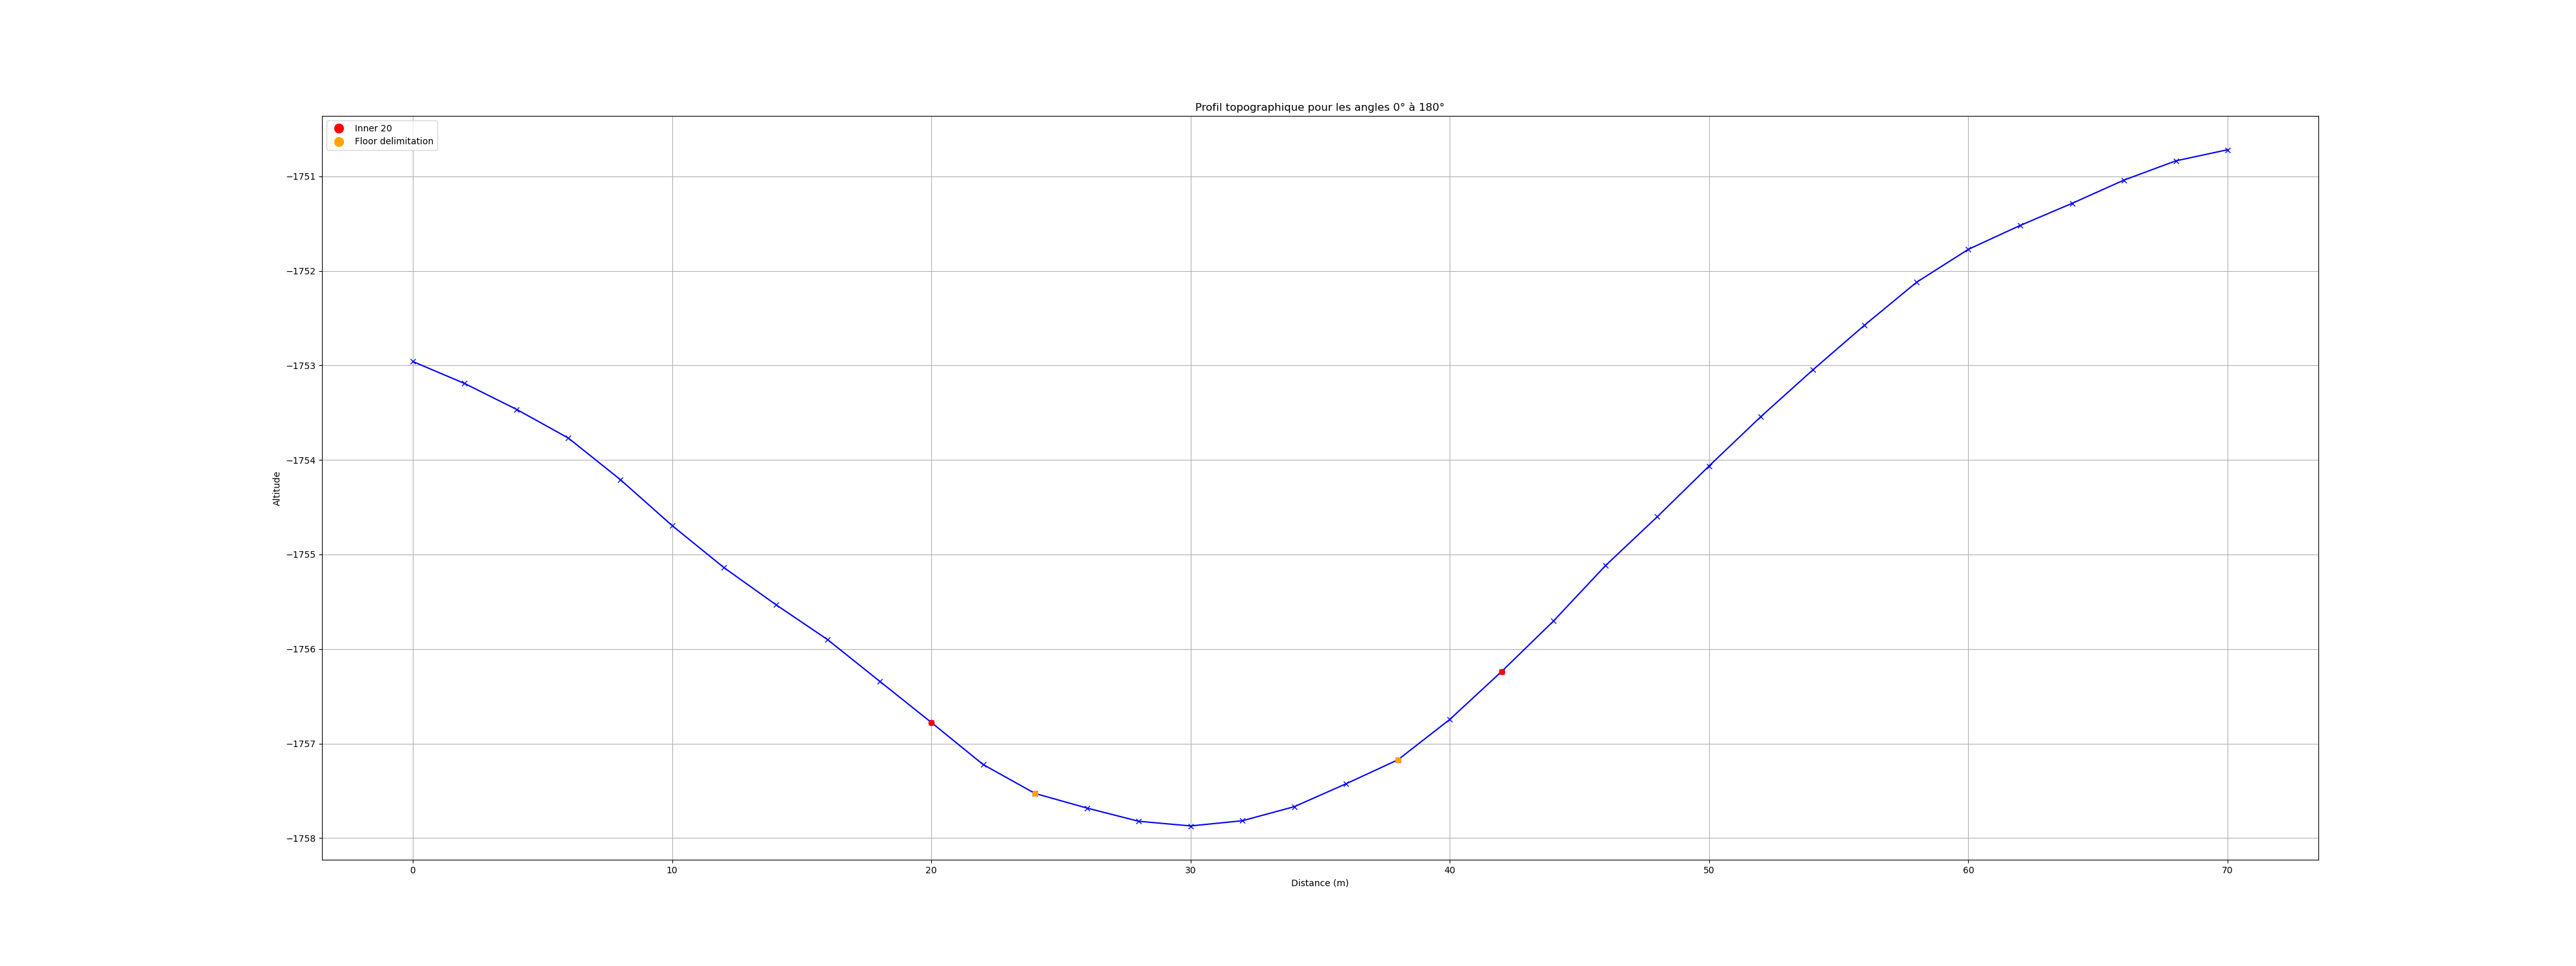 Profil topographique pour les angles 0° à 180°
Inner 20
Floor delimitation
−1751
−1752
−1753
−1754
−1755
−1756
−1757
−1758
Altitude
0 10 20 30 40 50 60 70
Distance (m)